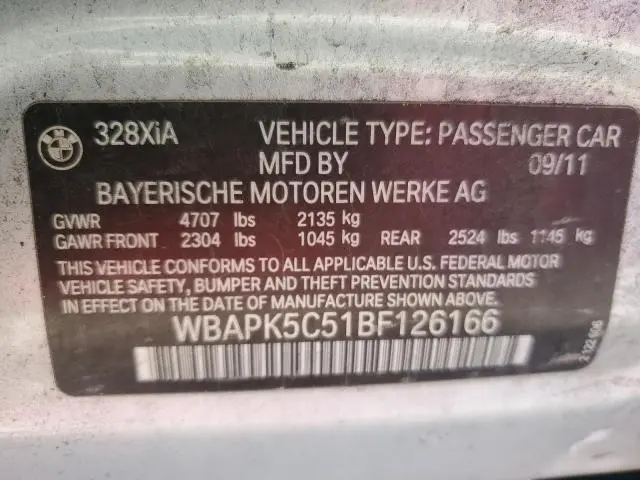 BMW
328XiA VEHICLE TYPE: PASSENGER CAR
MFD BY 09/11
BAYERISCHE MOTOREN WERKE AG
GVWR 4707 lbs 2135 kg
GAWR FRONT 2304 lbs 1045 kg REAR 2524 lbs 1145 kg
THIS VEHICLE CONFORMS TO ALL APPLICABLE U.S. FEDERAL MOTOR
VEHICLE SAFETY, BUMPER AND THEFT PREVENTION STANDARDS
IN EFFECT ON THE DATE OF MANUFACTURE SHOWN ABOVE.
WBAPK5C51BF126166